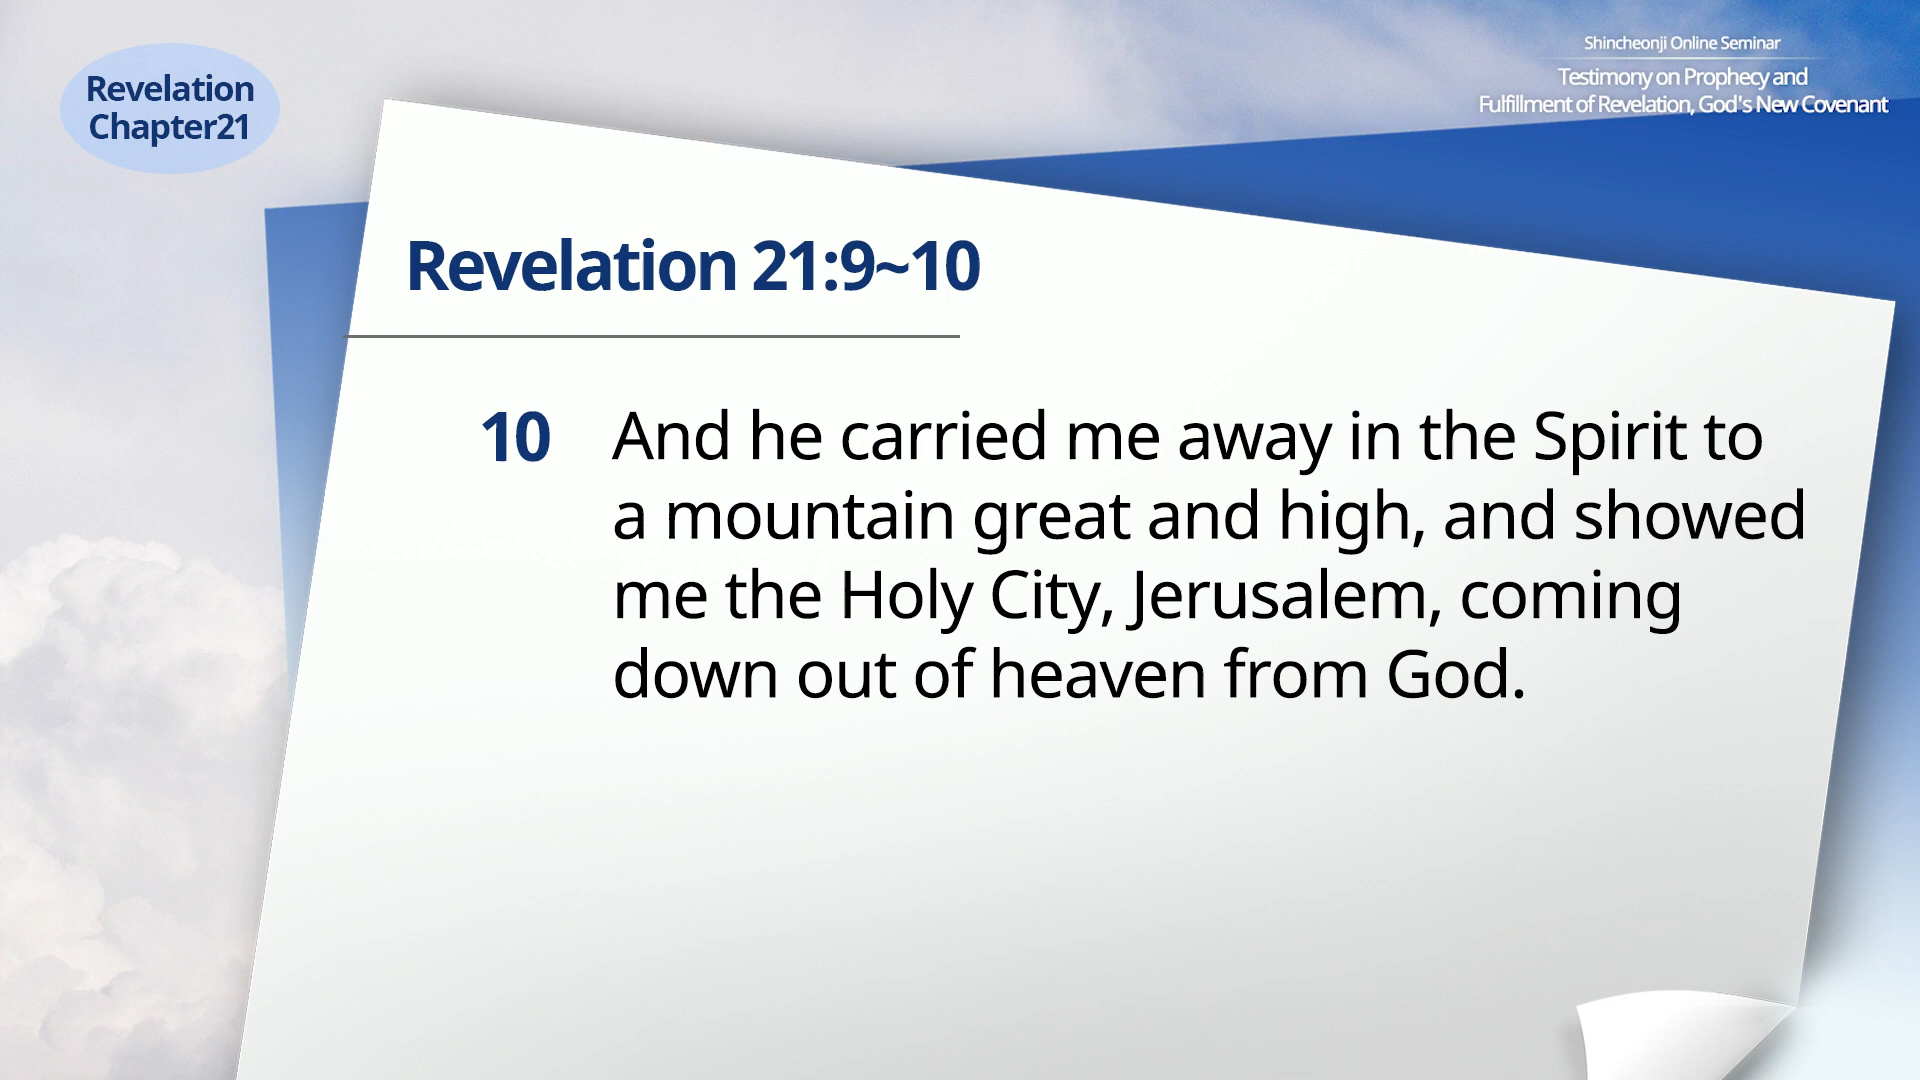 Revelation
Chapter21
Shincheonji Online Seminar
Testimony on Prophecy and
Fulfillment of Revelation, God's New Covenant
Revelation 21:9~10
10 And he carried me away in the Spirit to
a mountain great and high, and showed
me the Holy City, Jerusalem, coming
down out of heaven from God.